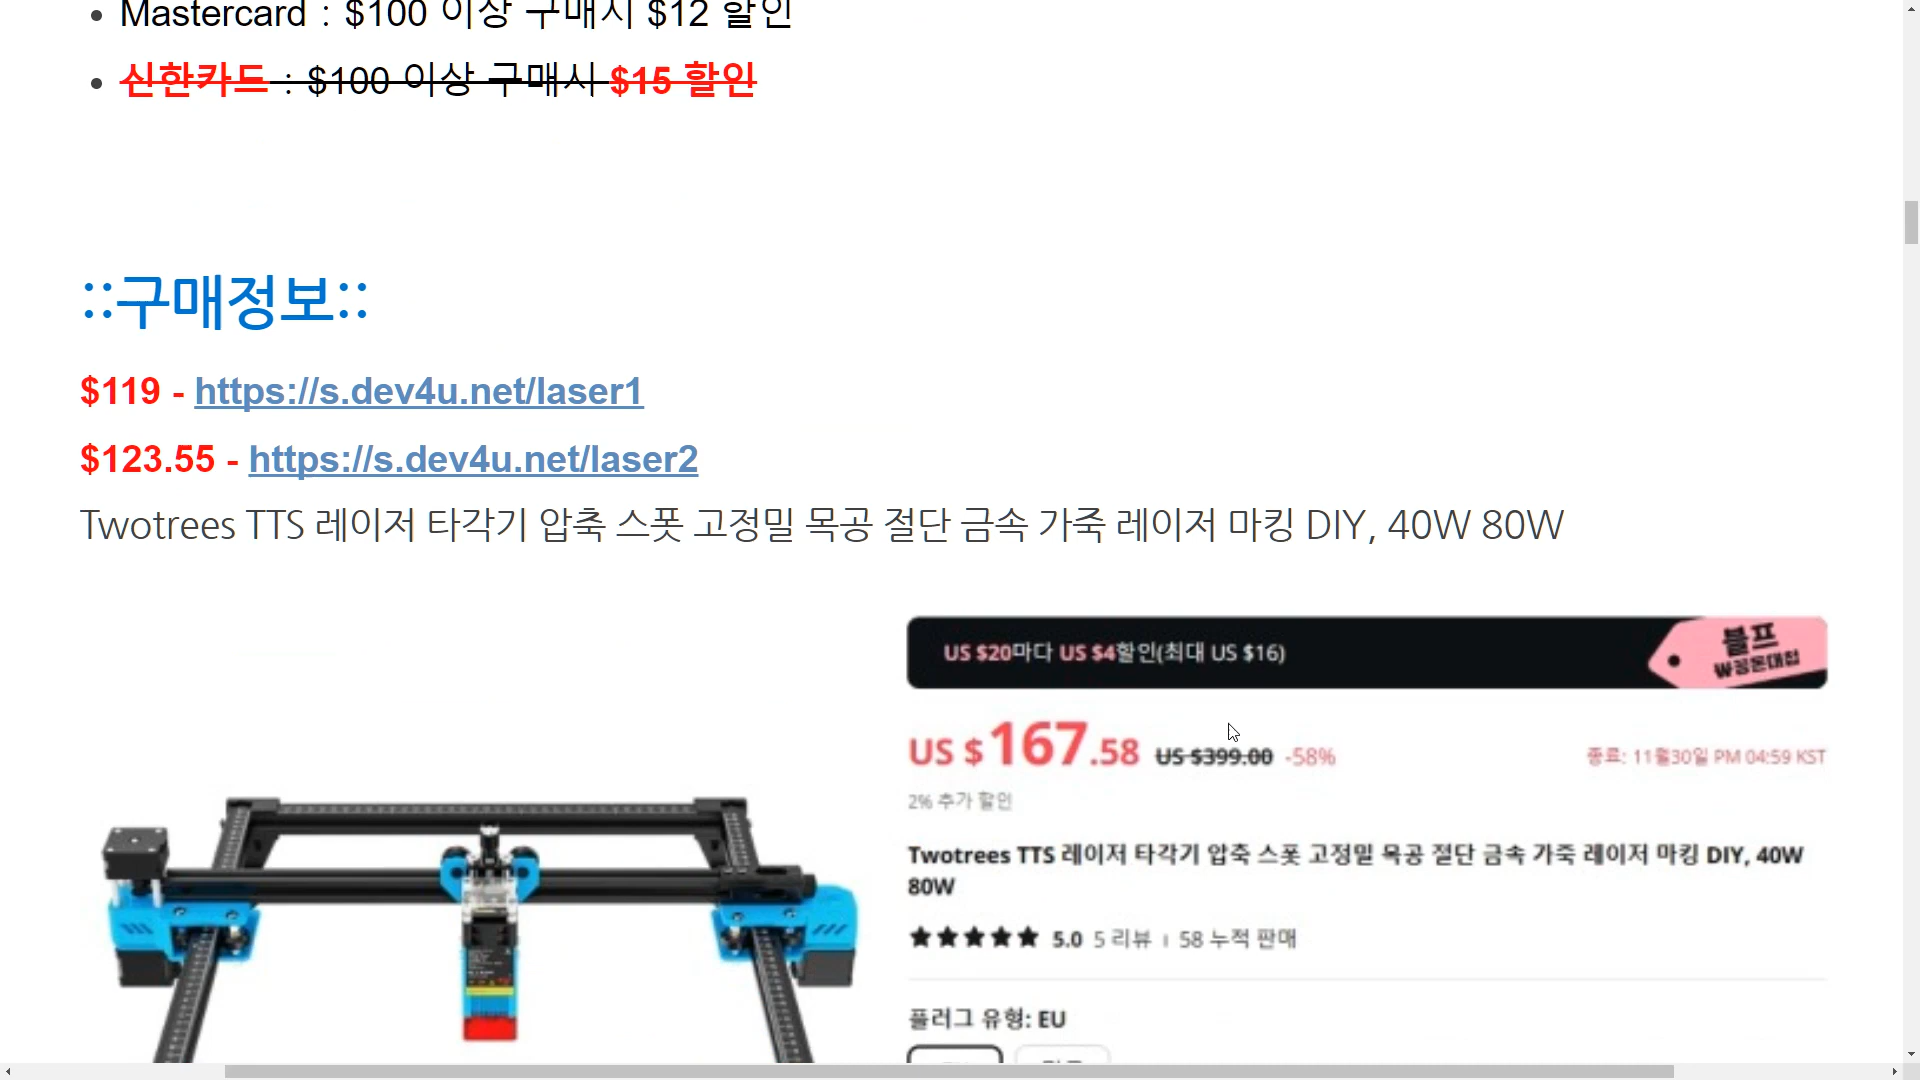 Mastercard : $100 이상 구매시 $12 할인
신한카드 : $100 이상 구매시 $15 할인
::구매정보::
$119 - https://s.dev4u.net/laser1
$123.55 - https://s.dev4u.net/laser2
Twotrees TTS 레이저 타각기 압축 스폿 고정밀 목공 절단 금속 가죽 레이저 마킹 DIY, 40W 80W
US $20마다 US $4할인(최대 US $16)
블프
₩꽁돈대첩
US $167.58 US $399.00 -58%
종료: 11월30일 PM 04:59 KST
2% 추가 할인
Twotrees TTS 레이저 타각기 압축 스폿 고정밀 목공 절단 금속 가죽 레이저 마킹 DIY, 40W
80W
5.0 5 리뷰 | 58 누적 판매
플러그 유형: EU